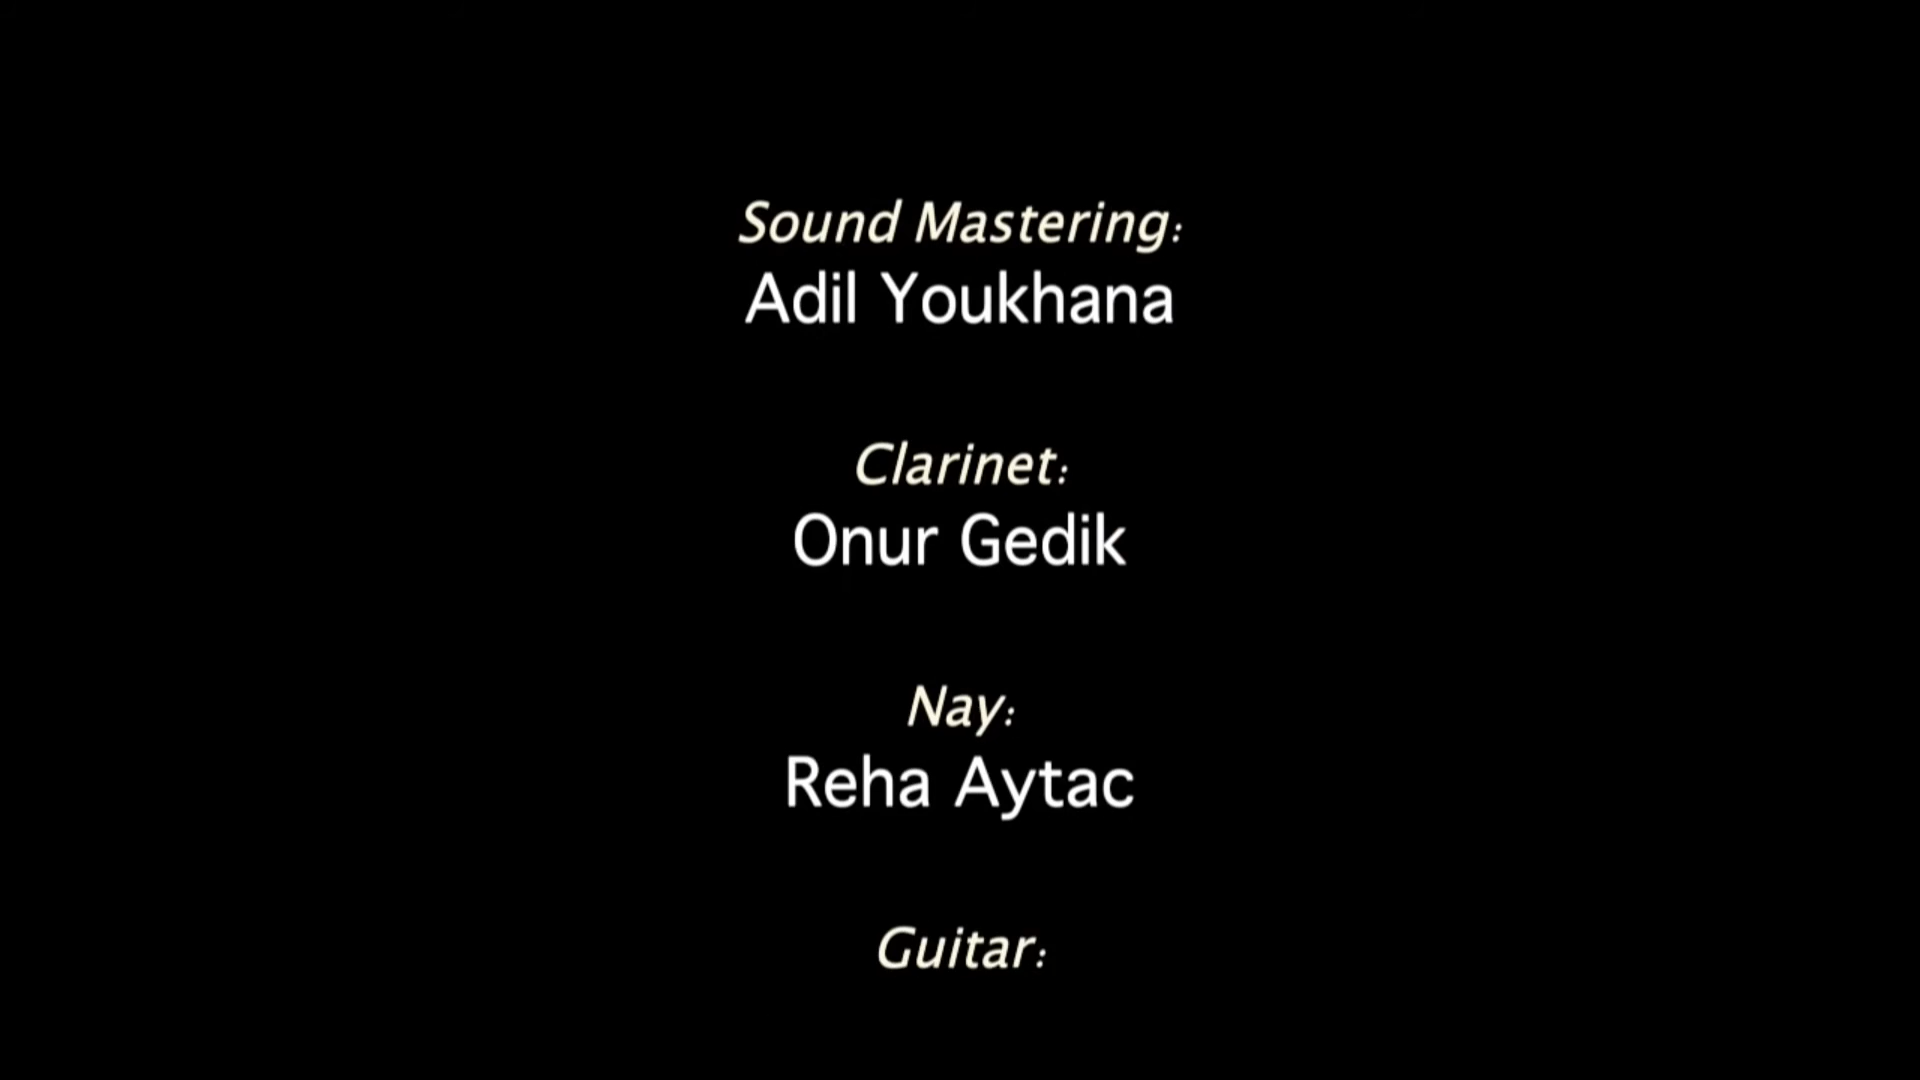 Sound Mastering:
Adil Youkhana
Clarinet:
Onur Gedik
Nay:
Reha Aytac
Guitar: